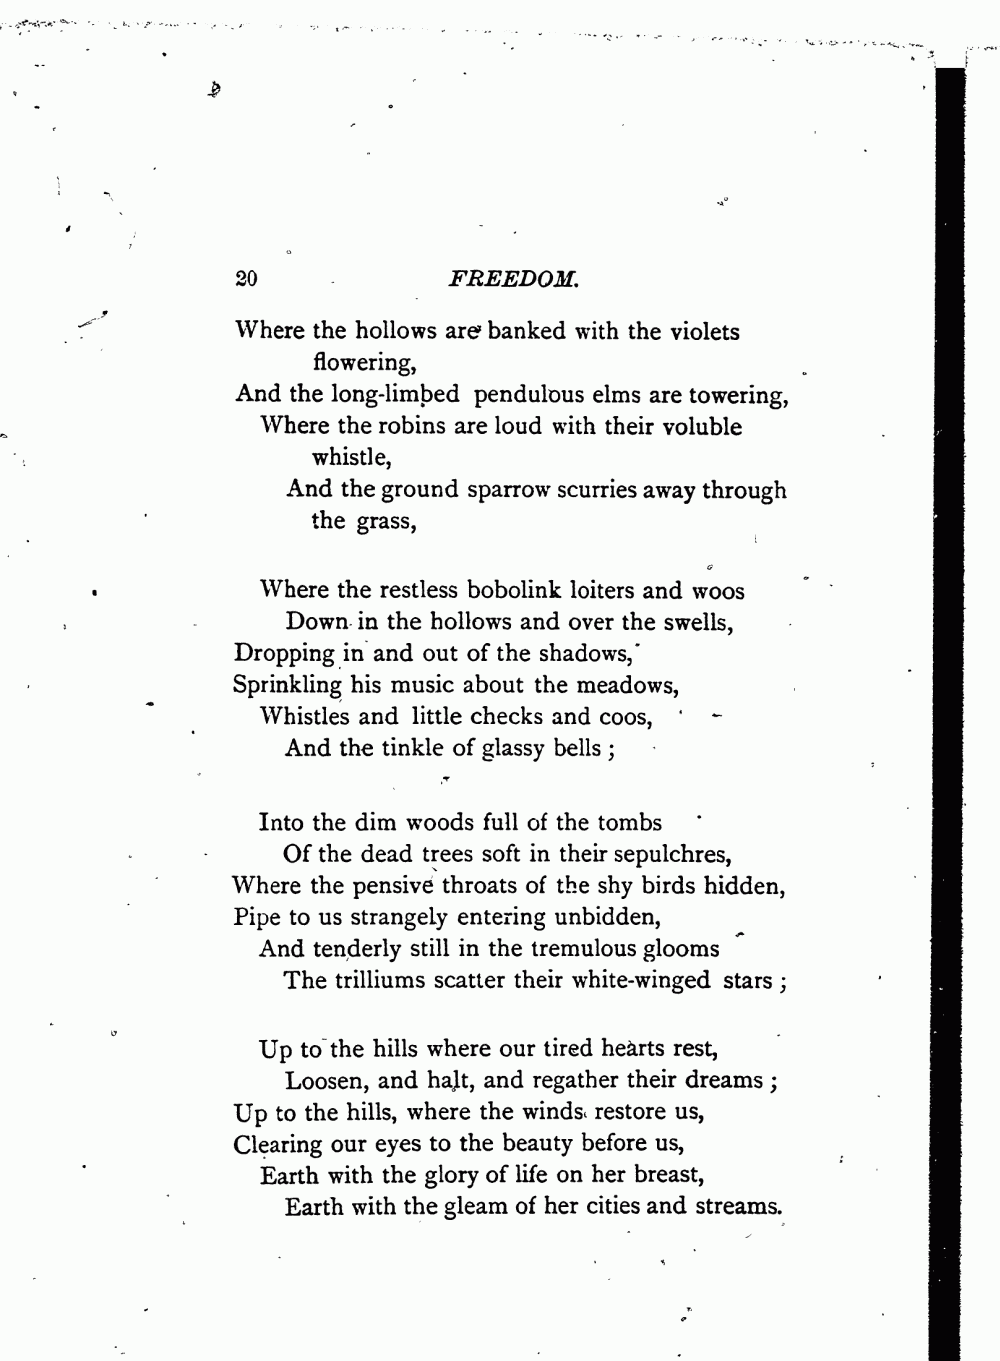 20 FREEDOM.
Where the hollows are banked with the violets
flowering,
And the long-limbed pendulous elms are towering,
Where the robins are loud with their voluble
whistle,
And the ground sparrow scurries away through
the grass,
Where the restless bobolink loiters and woos
Down in the hollows and over the swells,
Dropping in and out of the shadows,
Sprinkling his music about the meadows,
Whistles and little checks and coos,
And the tinkle of glassy bells ;
Into the dim woods full of the tombs
Of the dead trees soft in their sepulchres,
Where the pensive throats of the shy birds hidden,
Pipe to us strangely entering unbidden,
And tenderly still in the tremulous glooms
The trilliums scatter their white-winged stars ;
Up to the hills where our tired hearts rest,
Loosen, and halt, and regather their dreams ;
Up to the hills, where the winds restore us,
Clearing our eyes to the beauty before us,
Earth with the glory of life on her breast,
Earth with the gleam of her cities and streams.